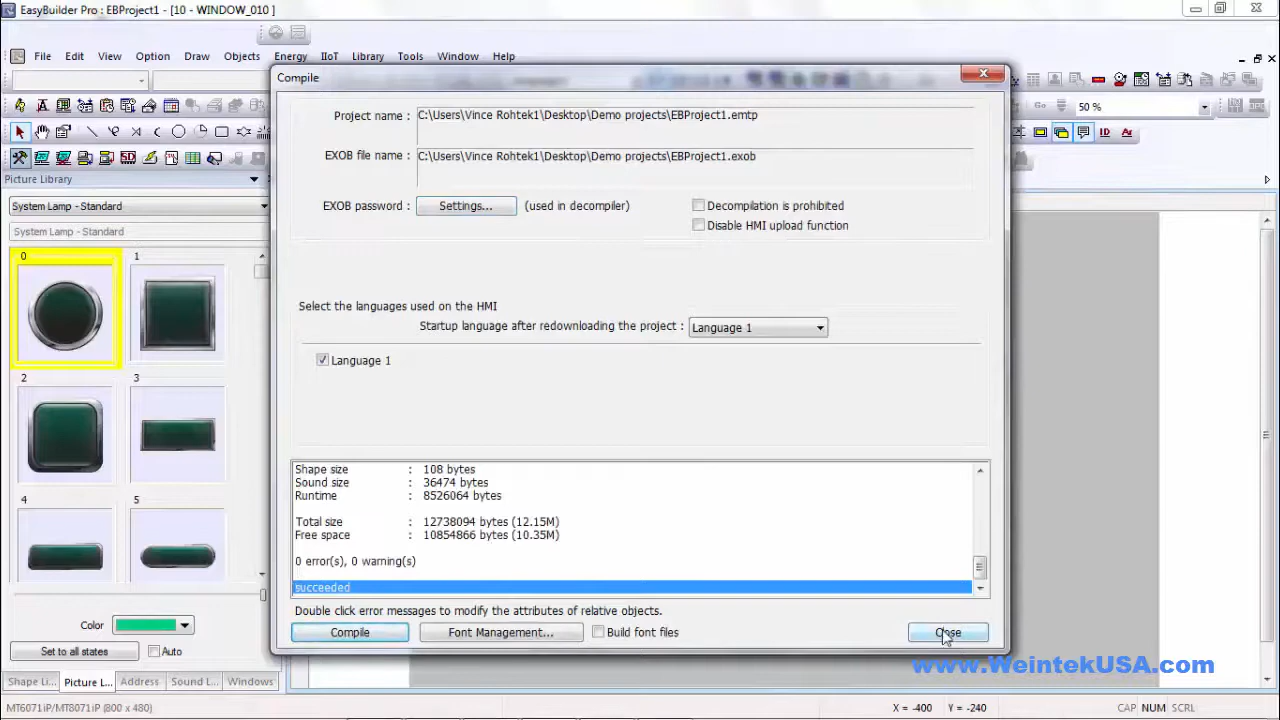 EasyBuilder Pro : EBProject1 - [10 - WINDOW_010 ]
File Edit View Option Draw Objects Energy IIoT Library Tools Window Help
Go 50 %
Picture Library
System Lamp - Standard
System Lamp - Standard
0 1
2 3
4 5
Color
Set to all states Auto
Shape Li... Picture L... Address Sound L... Windows
Compile
Project name : C:\Users\Vince Rohtek1\Desktop\Demo projects\EBProject1.emtp
EXOB file name : C:\Users\Vince Rohtek1\Desktop\Demo projects\EBProject1.exob
EXOB password : Settings... (used in decompiler) Decompilation is prohibited
Disable HMI upload function
Select the languages used on the HMI
Startup language after redownloading the project : Language 1
Language 1
Shape size : 108 bytes
Sound size : 36474 bytes
Runtime : 8526064 bytes
Total size : 12738094 bytes (12.15M)
Free space : 10854866 bytes (10.35M)
0 error(s), 0 warning(s)
succeeded
Double click error messages to modify the attributes of relative objects.
Compile Font Management... Build font files Close
www.WeintekUSA.com
MT6071iP/MT8071iP (800 x 480) X = -400 Y = -240 CAP NUM SCRL